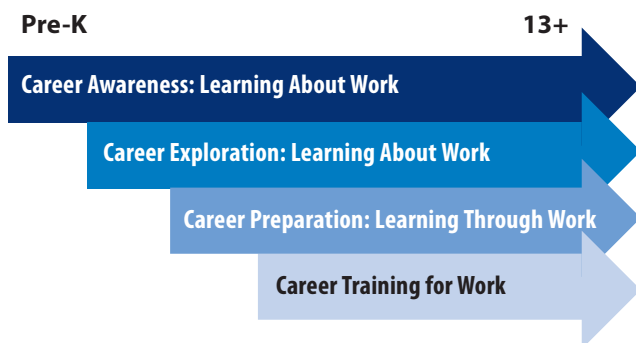 Pre-K 13+
Career Awareness: Learning About Work
Career Exploration: Learning About Work
Career Preparation: Learning Through Work
Career Training for Work